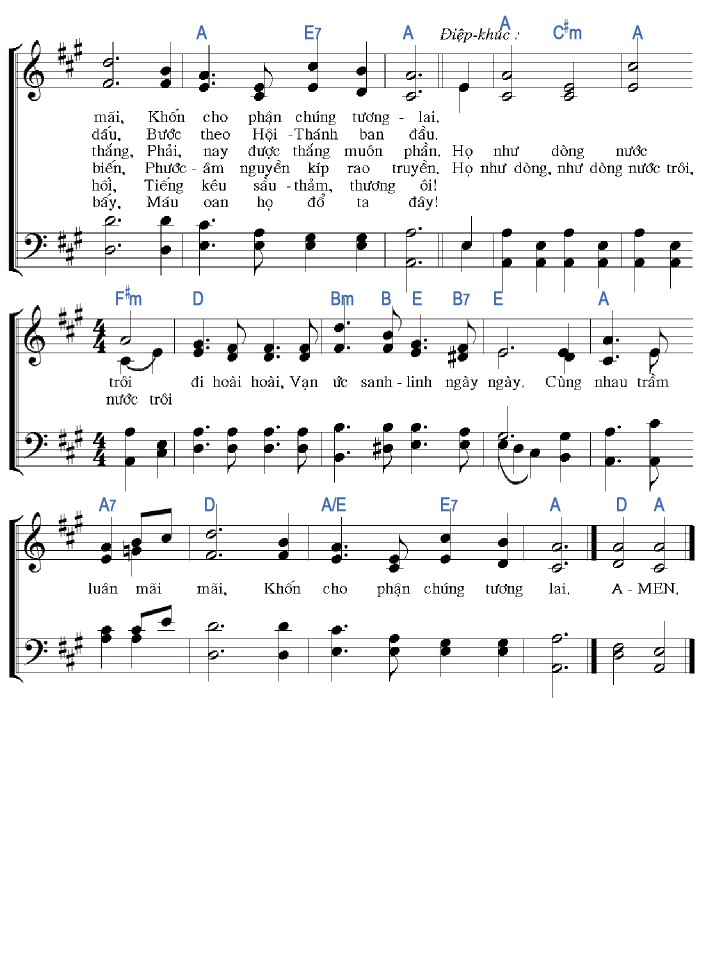 A E7 A Điệp-khúc : A C#m A
mãi, Khốn cho phận chúng tương-lai.
dấu, Bước theo Hội-Thánh ban đầu.
thắng, Phải, nay được thắng muôn phần. Họ như dòng nước
biến, Phước-âm nguyền kíp rao truyền. Họ như dòng, như dòng nước trôi,
hối, Tiếng kêu sầu-thảm, thương ôi!
bấy, Máu oan họ đổ ta đây!
F#m D Bm B E B7 E A
4 4
trôi đi hoài hoài, Vạn ức sanh-linh ngày ngày. Cùng nhau trầm
nước trôi
4 4
A7 D A/E E7 A D A
luân mãi mãi, Khốn cho phận chúng tương lai. A-MEN.